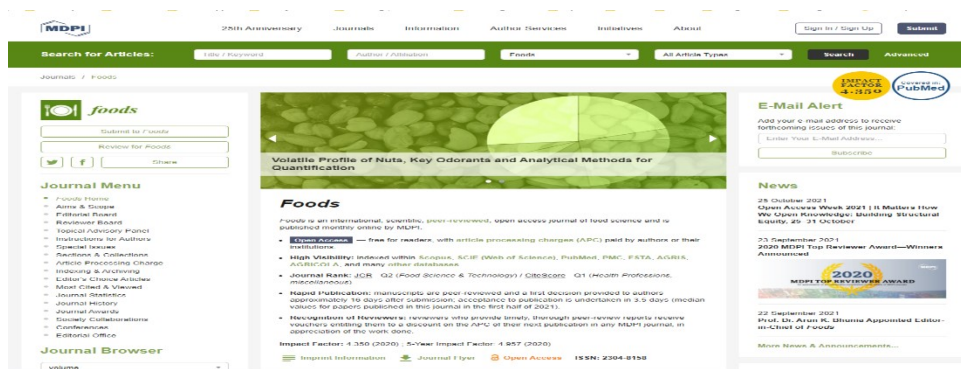 MDPI
25th Anniversary Journals Information Author Services Initiatives About Sign In / Sign Up Submit
Search for Articles: Title / Keyword Author / Affiliation Foods All Article Types Search Advanced
Journals / Foods
IMPACT FACTOR 4.350
Covered in: PubMed
foods
Submit to Foods
Review for Foods
Share
Journal Menu
Foods Home
Aims & Scope
Editorial Board
Reviewer Board
Topical Advisory Panel
Instructions for Authors
Special Issues
Sections & Collections
Article Processing Charge
Indexing & Archiving
Editor's Choice Articles
Most Cited & Viewed
Journal Statistics
Journal History
Journal Awards
Society Collaborations
Conferences
Editorial Office
Journal Browser
volume
Volatile Profile of Nuts, Key Odorants and Analytical Methods for
Quantification
Foods
Foods is an international, scientific, peer-reviewed, open access journal of food science and is
published monthly online by MDPI.
Open Access — free for readers, with article processing charges (APC) paid by authors or their
institutions.
High Visibility: indexed within Scopus, SCIE (Web of Science), PubMed, PMC, FSTA, AGRIS,
AGRICOLA, and many other databases
Journal Rank: JCR - Q2 (Food Science & Technology) / CiteScore - Q1 (Health Professions,
miscellaneous)
Rapid Publication: manuscripts are peer-reviewed and a first decision provided to authors
approximately 16 days after submission; acceptance to publication is undertaken in 3.5 days (median
values for papers published in this journal in the first half of 2021).
Recognition of Reviewers: reviewers who provide timely, thorough peer-review reports receive
vouchers entitling them to a discount on the APC of their next publication in any MDPI journal, in
appreciation of the work done.
Impact Factor: 4.350 (2020) ; 5-Year Impact Factor: 4.957 (2020)
Imprint Information Journal Flyer Open Access ISSN: 2304-8158
E-Mail Alert
Add your e-mail address to receive
forthcoming issues of this journal:
Enter Your E-Mail Address...
Subscribe
News
25 October 2021
Open Access Week 2021 | It Matters How
We Open Knowledge: Building Structural
Equity, 25–31 October
23 September 2021
2020 MDPI Top Reviewer Award—Winners
Announced
2020
MDPI TOP REVIEWER AWARD
22 September 2021
Prof. Dr. Arun K. Bhunia Appointed Editor-
in-Chief of Foods
More News & Announcements...